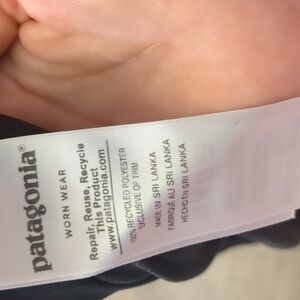 patagonia®
WORN WEAR
Repair, Reuse, Recycle
This Product
www.patagonia.com
100% RECYCLED POLYESTER
EXCLUSIVE OF TRIM
MADE IN SRI LANKA
FABRIQUÉ AU SRI LANKA
HECHO EN SRI LANKA